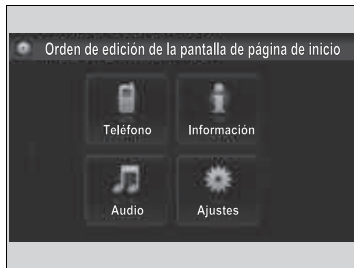 Orden de edición de la pantalla de página de inicio
Teléfono
Información
Audio
Ajustes